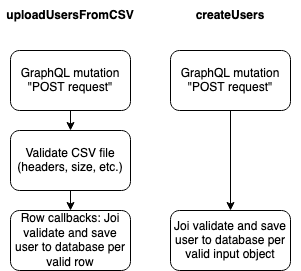 uploadUsersFromCSV
GraphQL mutation
"POST request"
Validate CSV file
(headers, size, etc.)
Row callbacks: Joi
validate and save
user to database per
valid row
createUsers
GraphQL mutation
"POST request"
Joi validate and save
user to database per
valid input object